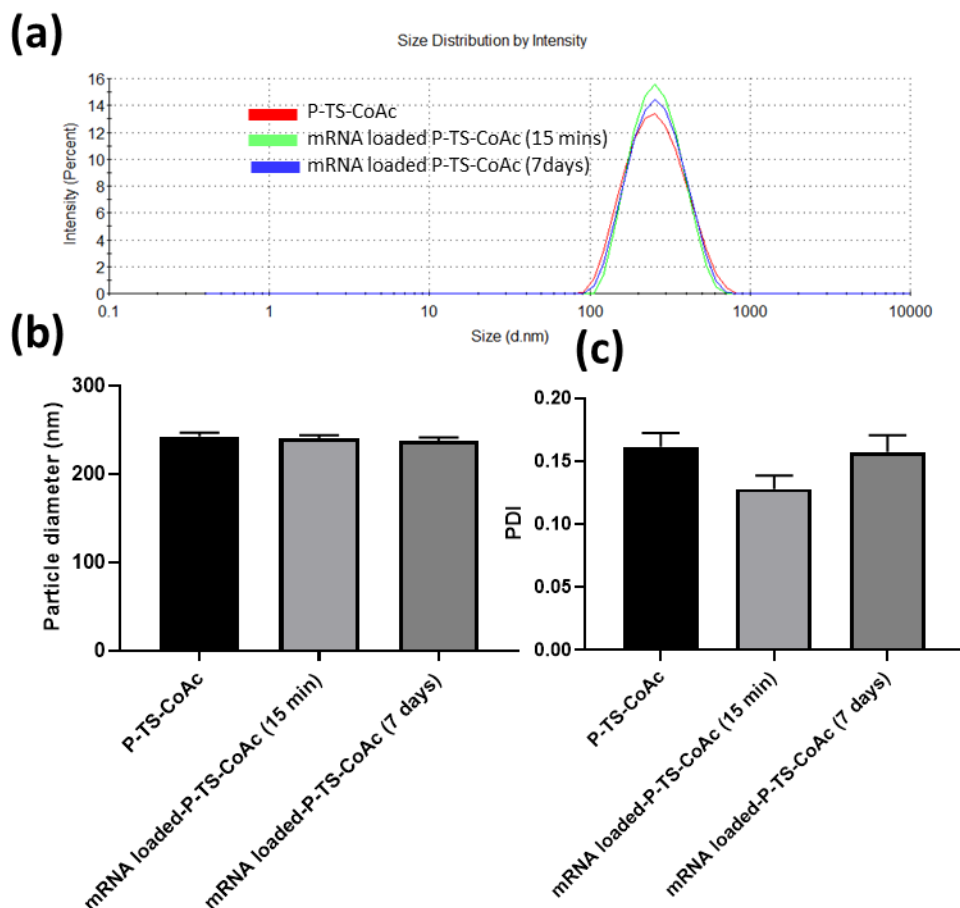 (a)
Size Distribution by Intensity
Intensity (Percent)
16
14
12
10
8
6
4
2
0
P-TS-CoAc
mRNA loaded P-TS-CoAc (15 mins)
mRNA loaded P-TS-CoAc (7days)
0.1
1
10
100
1000
10000
Size (d.nm)
(b)
Particle diameter (nm)
300
200
100
0
P-TS-CoAc
mRNA loaded-P-TS-CoAc (15 min)
mRNA loaded-P-TS-CoAc (7 days)
(c)
PDI
0.20
0.15
0.10
0.05
0.00
P-TS-CoAc
mRNA loaded-P-TS-CoAc (15 min)
mRNA loaded-P-TS-CoAc (7 days)